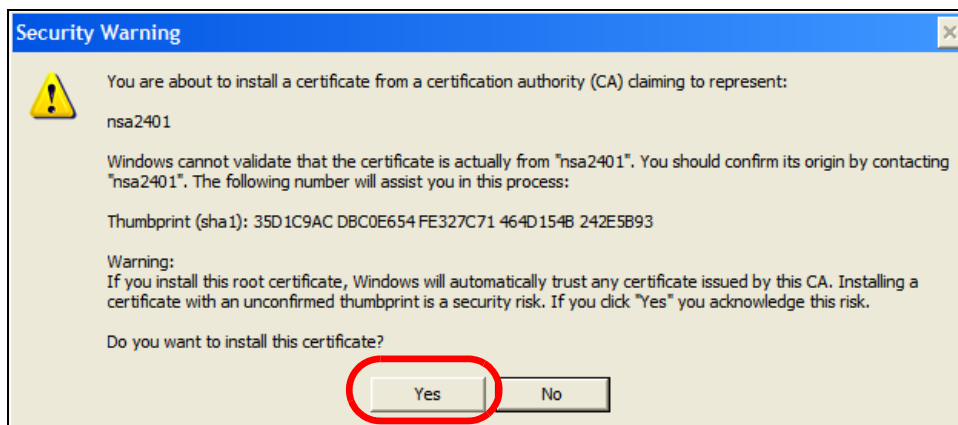 Security Warning
You are about to install a certificate from a certification authority (CA) claiming to represent:
nsa2401
Windows cannot validate that the certificate is actually from "nsa2401". You should confirm its origin by contacting
"nsa2401". The following number will assist you in this process:
Thumbprint (sha1): 35D1C9AC DBC0E654 FE327C71 464D154B 242E5B93
Warning:
If you install this root certificate, Windows will automatically trust any certificate issued by this CA. Installing a
certificate with an unconfirmed thumbprint is a security risk. If you click "Yes" you acknowledge this risk.
Do you want to install this certificate?
Yes No